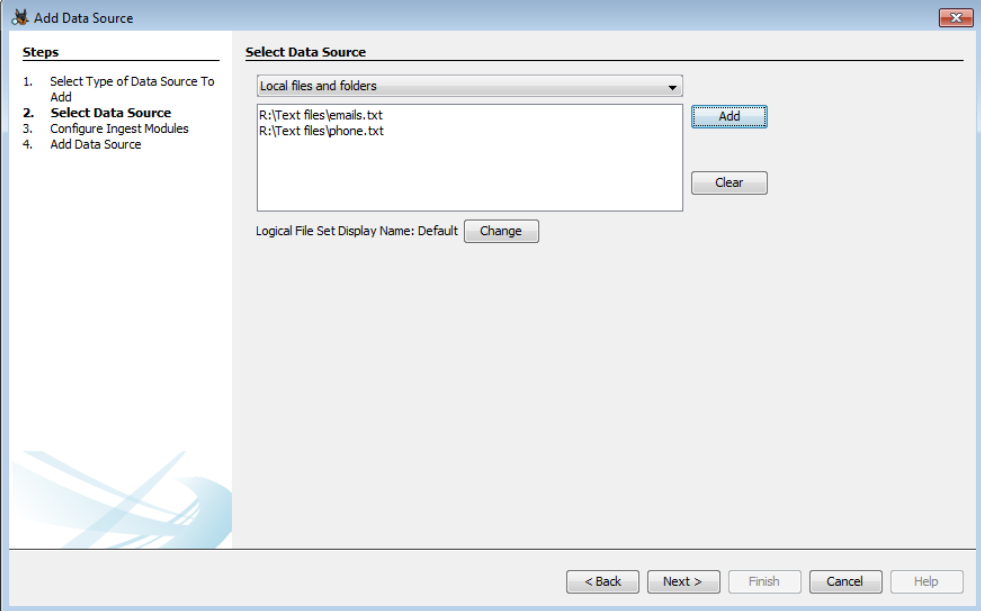 Add Data Source
Steps
1. Select Type of Data Source To
Add
2. Select Data Source
3. Configure Ingest Modules
4. Add Data Source
Select Data Source
Local files and folders
R:\Text files\emails.txt
R:\Text files\phone.txt
Add
Clear
Logical File Set Display Name: Default Change
< Back Next > Finish Cancel Help